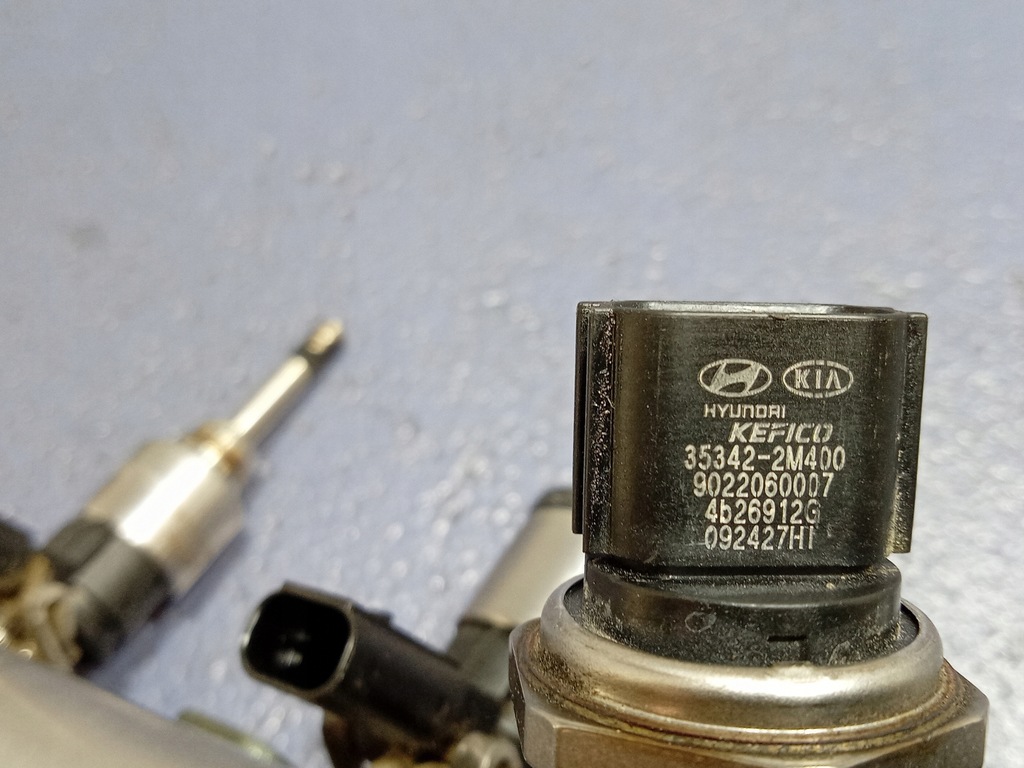 KIA
HYUNDAI
KEFICO
35342-2M400
9022060007
4b26912G
092427HI